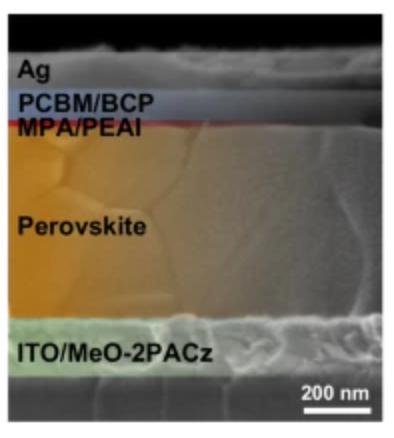 Ag
PCBM/BCP
MPA/PEAI
Perovskite
ITO/MeO-2PACz
200 nm